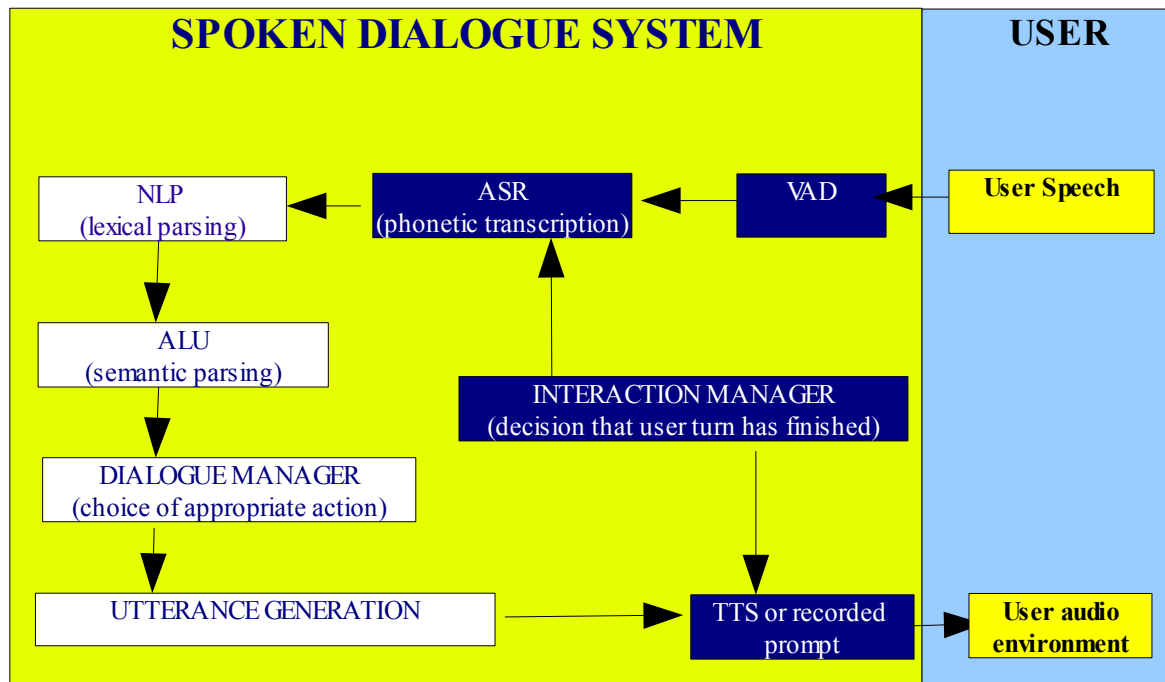 SPOKEN DIALOGUE SYSTEM
USER
NLP
(lexical parsing)
ASR
(phonetic transcription)
VAD
User Speech
ALU
(semantic parsing)
INTERACTION MANAGER
(decision that user turn has finished)
DIALOGUE MANAGER
(choice of appropriate action)
UTTERANCE GENERATION
TTS or recorded
prompt
User audio
environment